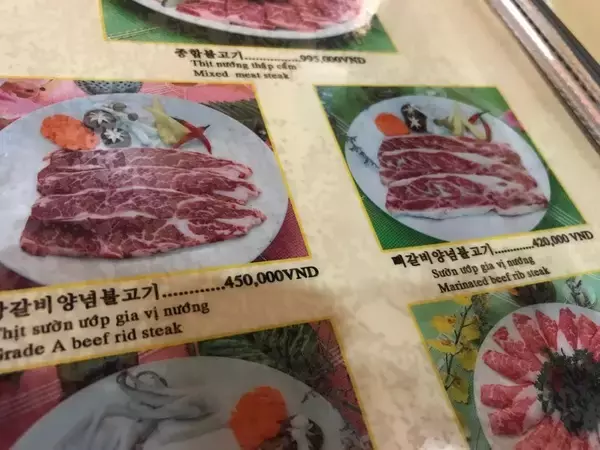 종합불고기..................995,000VND
Thịt nướng thập cẩm
Mixed meat steak
갈비양념불고기............450,000VND
Thịt sườn ướp gia vị nướng
Grade A beef rid steak
뼈갈비양념불고기..........420,000VND
Sườn ướp gia vị nướng
Marinated beef rib steak